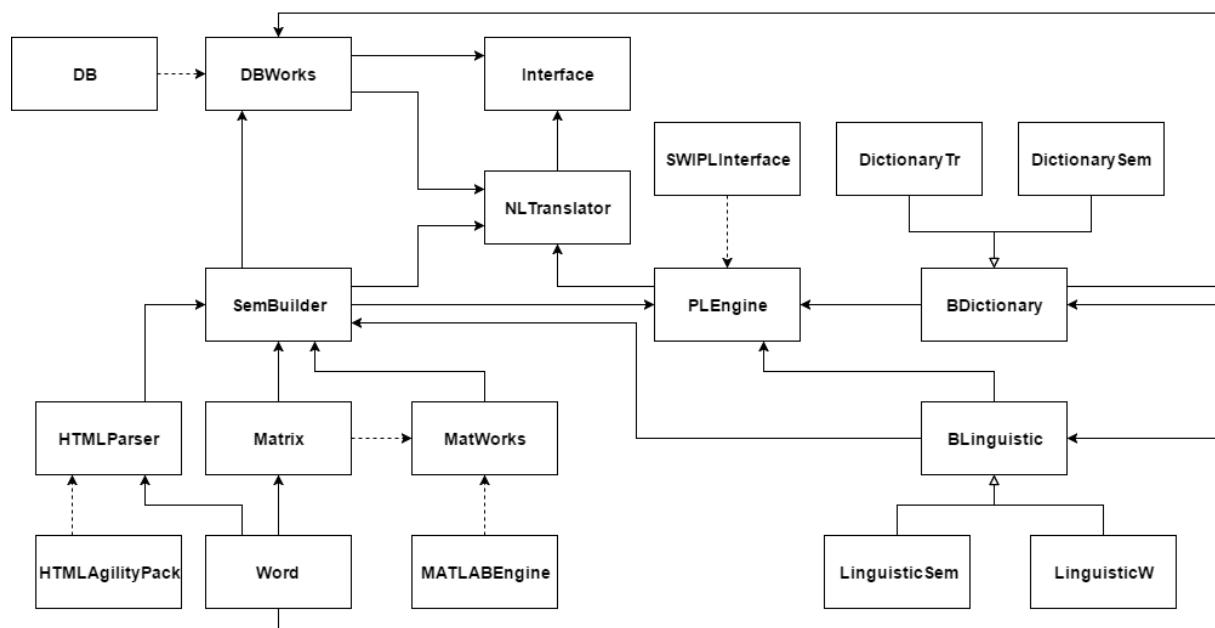 DB
DBWorks
Interface
SWIPLInterface
DictionaryTr
DictionarySem
NLTranslator
SemBuilder
PLEngine
BDictionary
HTMLParser
Matrix
MatWorks
BLinguistic
HTMLAgilityPack
Word
MATLABEngine
LinguisticSem
LinguisticW